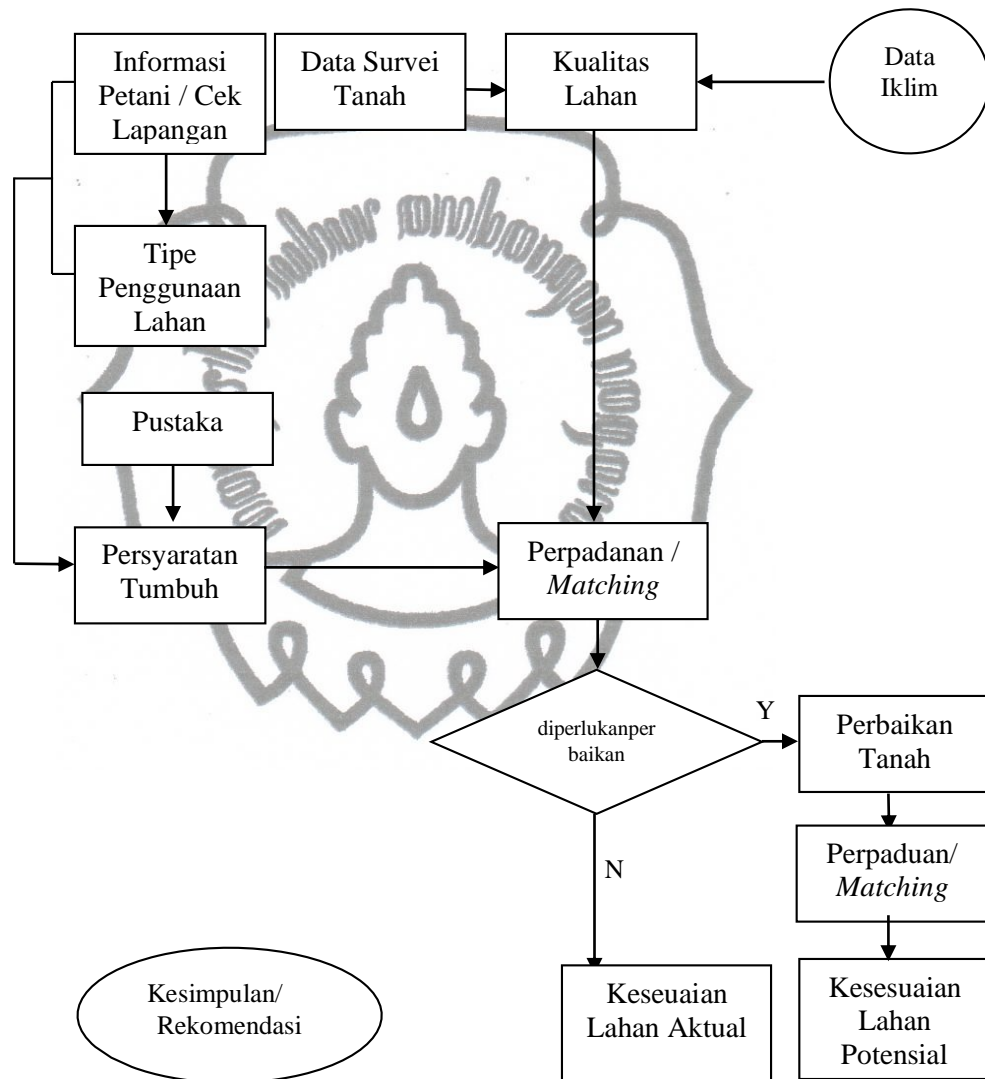 Informasi
Petani / Cek
Lapangan
Data Survei
Tanah
Kualitas
Lahan
Data
Iklim
Tipe
Penggunaan
Lahan
Pustaka
Persyaratan
Tumbuh
Perpadanan /
Matching
diperlukanper
baikan
Y
Perbaikan
Tanah
N
Perpaduan/
Matching
Kesimpulan/
Rekomendasi
Keseuaian
Lahan Aktual
Kesesuaian
Lahan
Potensial